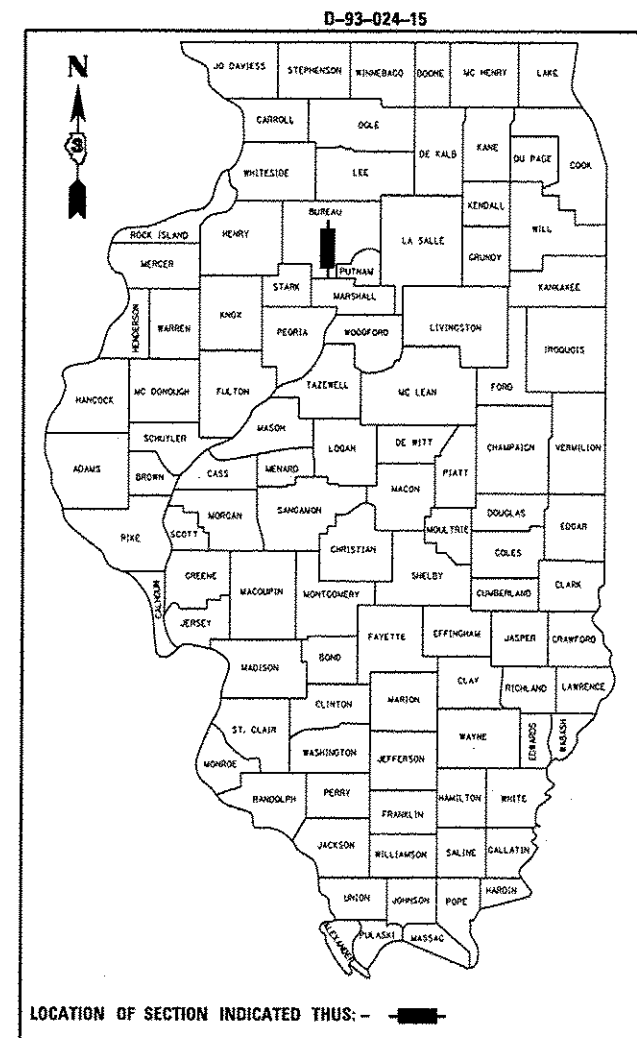 D-93-024-15
N
3
JO DAVIESS STEPHENSON WINNEBAGO BOONE MC HENRY LAKE
CARROLL OGLE DE KALB KANE DU PAGE COOK
WHITESIDE LEE
KENDALL
BUREAU LA SALLE WILL
ROCK ISLAND HENRY GRUNDY
MERCER PUTNAM
STARK MARSHALL KANKAKEE
HENDERSON WARREN KNOX PEORIA WOODFORD LIVINGSTON IROQUOIS
HANCOCK MC DONOUGH FULTON TAZEWELL MC LEAN FORD
MASON
SCHUYLER LOGAN DE WITT CHAMPAIGN VERMILION
ADAMS BROWN CASS MENARD PIATT
MACON
MORGAN SANGAMON DOUGLAS
PIKE SCOTT CHRISTIAN MOULTRIE EDGAR
COLES
GREENE SHELBY
CALHOUN MACOUPIN MONTGOMERY CUMBERLAND CLARK
JERSEY FAYETTE EFFINGHAM JASPER CRAWFORD
BOND
MADISON CLAY
CLINTON MARION RICHLAND LAWRENCE
ST. CLAIR WAYNE EDWARDS WABASH
MONROE WASHINGTON JEFFERSON
RANDOLPH PERRY HAMILTON WHITE
FRANKLIN
JACKSON WILLIAMSON SALINE GALLATIN
HARDIN
UNION JOHNSON POPE
ALEXANDER PULASKI MASSAC
LOCATION OF SECTION INDICATED THUS: -